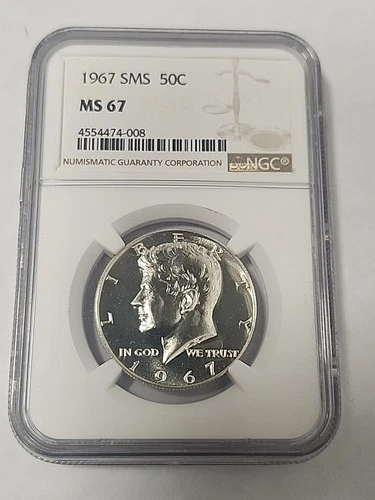 1967 SMS 50C
MS 67
4554474-008
NUMISMATIC GUARANTY CORPORATION
NGC®
LIBERTY
IN GOD WE TRUST
1967